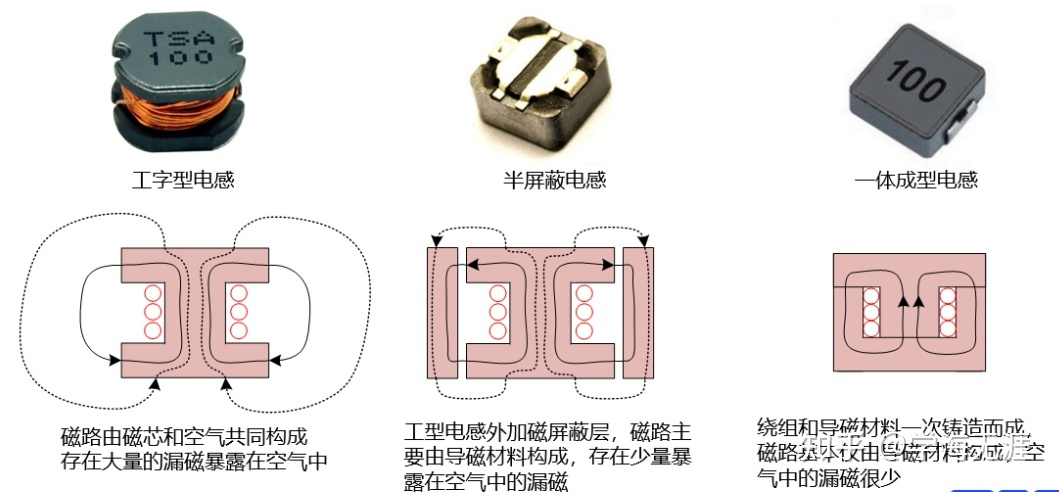 TSA
100
100
工字型电感
半屏蔽电感
一体成型电感
磁路由磁芯和空气共同构成
存在大量的漏磁暴露在空气中
工型电感外加磁屏蔽层，磁路主
要由导磁材料构成，存在少量暴
露在空气中的漏磁
绕组和导磁材料一次铸造而成，
磁路基本仅由导磁材料构成，空
气中的漏磁很少
知乎